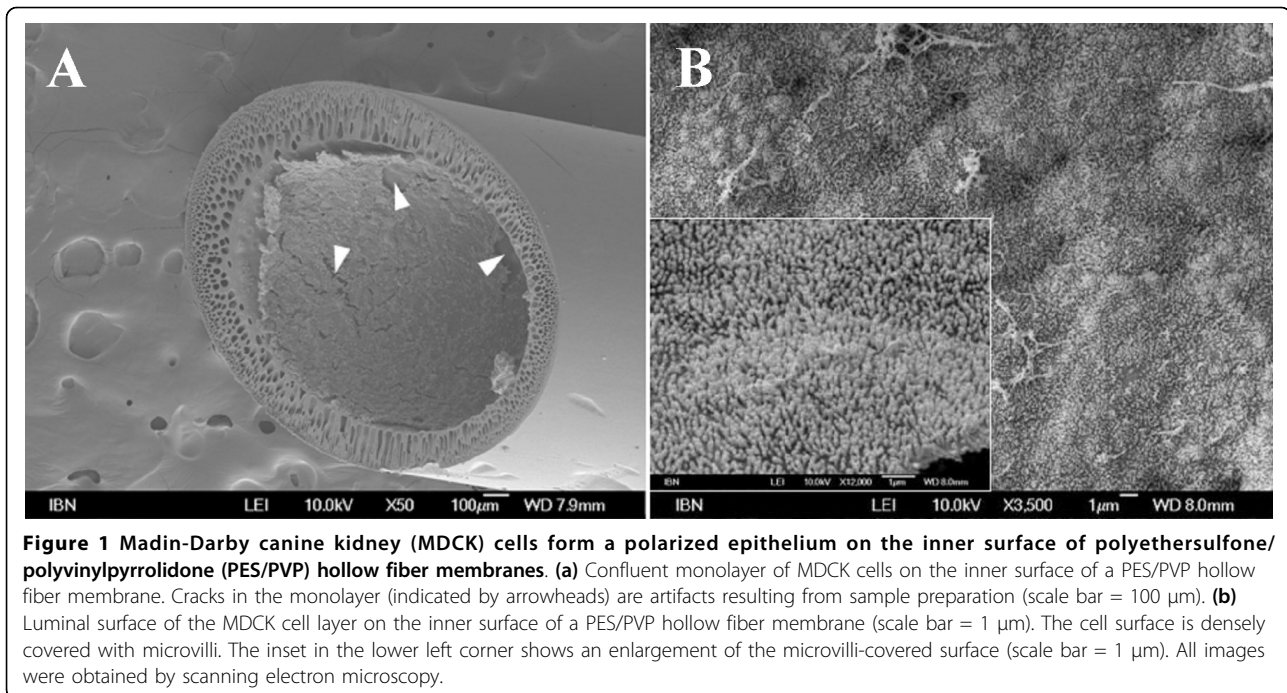 A
B
IBN LEI 10.0kV X50 100µm WD 7.9mm
IBN LEI 10.0kV X12,000 1µm WD 8.0mm
IBN LEI 10.0kV X3,500 1µm WD 8.0mm
Figure 1 Madin-Darby canine kidney (MDCK) cells form a polarized epithelium on the inner surface of polyethersulfone/
polyvinylpyrrolidone (PES/PVP) hollow fiber membranes. (a) Confluent monolayer of MDCK cells on the inner surface of a PES/PVP hollow
fiber membrane. Cracks in the monolayer (indicated by arrowheads) are artifacts resulting from sample preparation (scale bar = 100 µm). (b)
Luminal surface of the MDCK cell layer on the inner surface of a PES/PVP hollow fiber membrane (scale bar = 1 µm). The cell surface is densely
covered with microvilli. The inset in the lower left corner shows an enlargement of the microvilli-covered surface (scale bar = 1 µm). All images
were obtained by scanning electron microscopy.